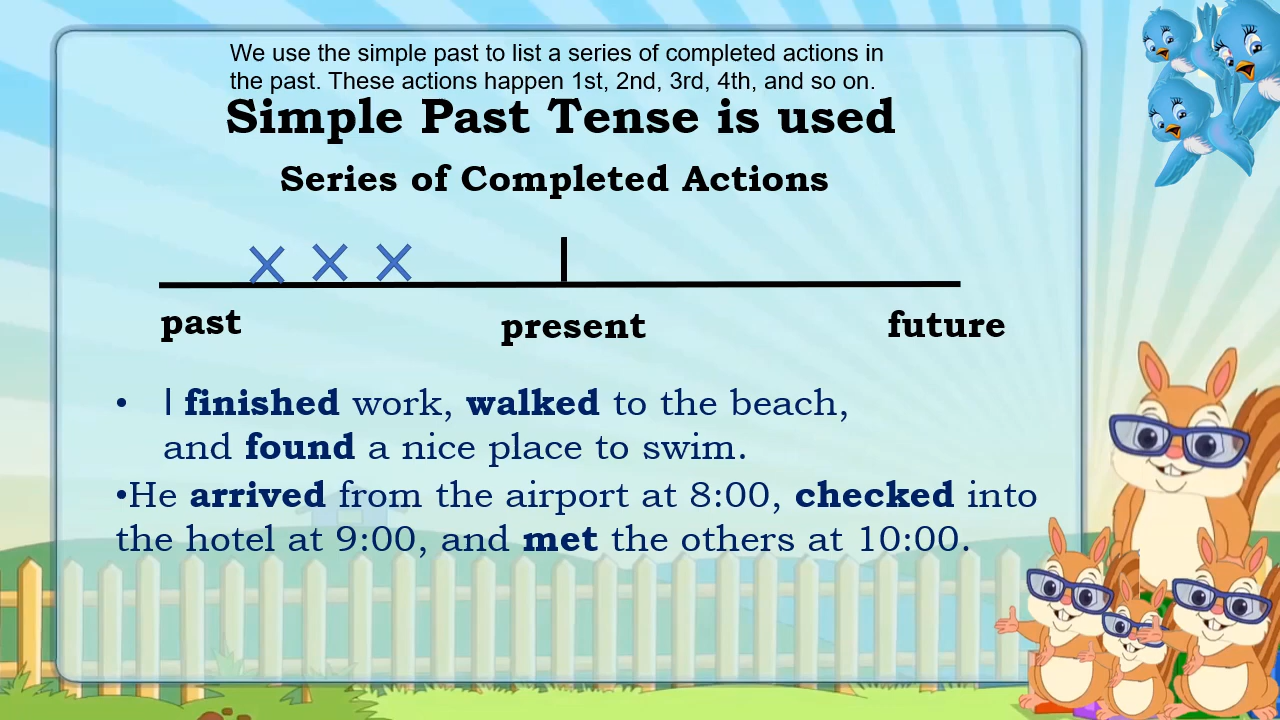 We use the simple past to list a series of completed actions in
the past. These actions happen 1st, 2nd, 3rd, 4th, and so on.
Simple Past Tense is used
Series of Completed Actions
past present future
• I finished work, walked to the beach,
and found a nice place to swim.
•He arrived from the airport at 8:00, checked into
the hotel at 9:00, and met the others at 10:00.